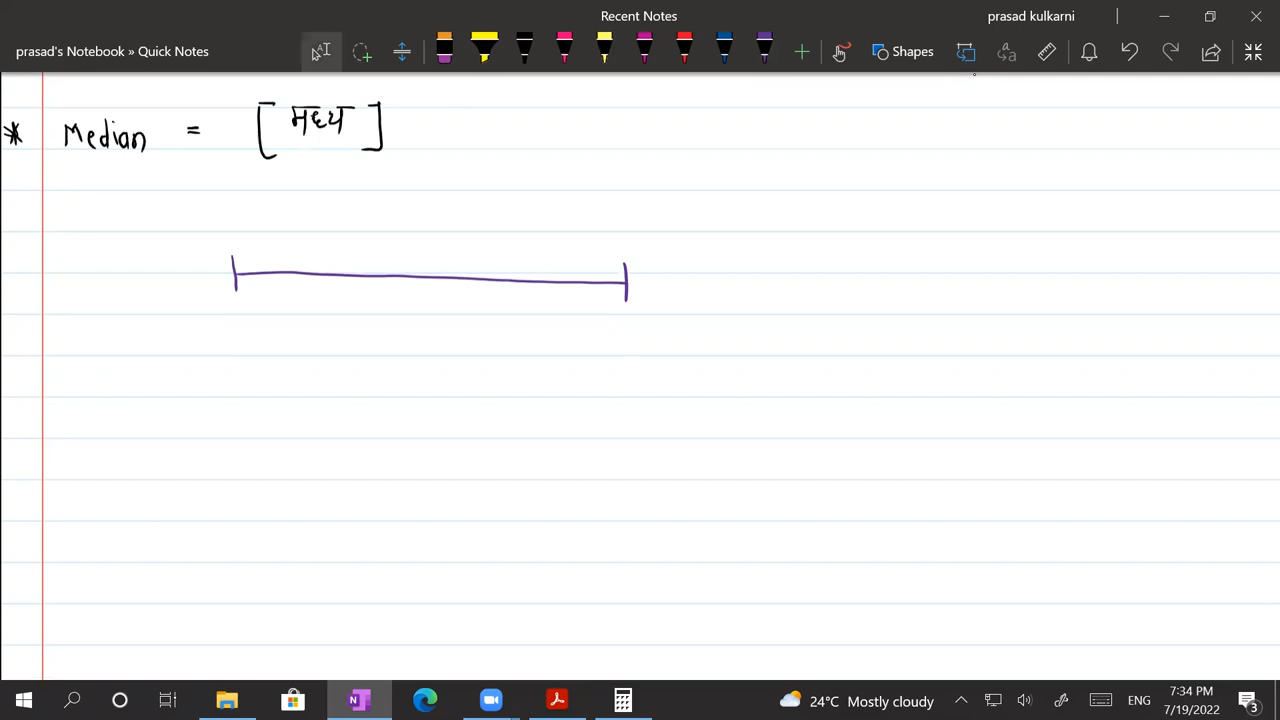 Recent Notes
prasad kulkarni
prasad's Notebook » Quick Notes
Shapes
* Median = [मध्य]
24°C Mostly cloudy
ENG
7:34 PM
7/19/2022
3